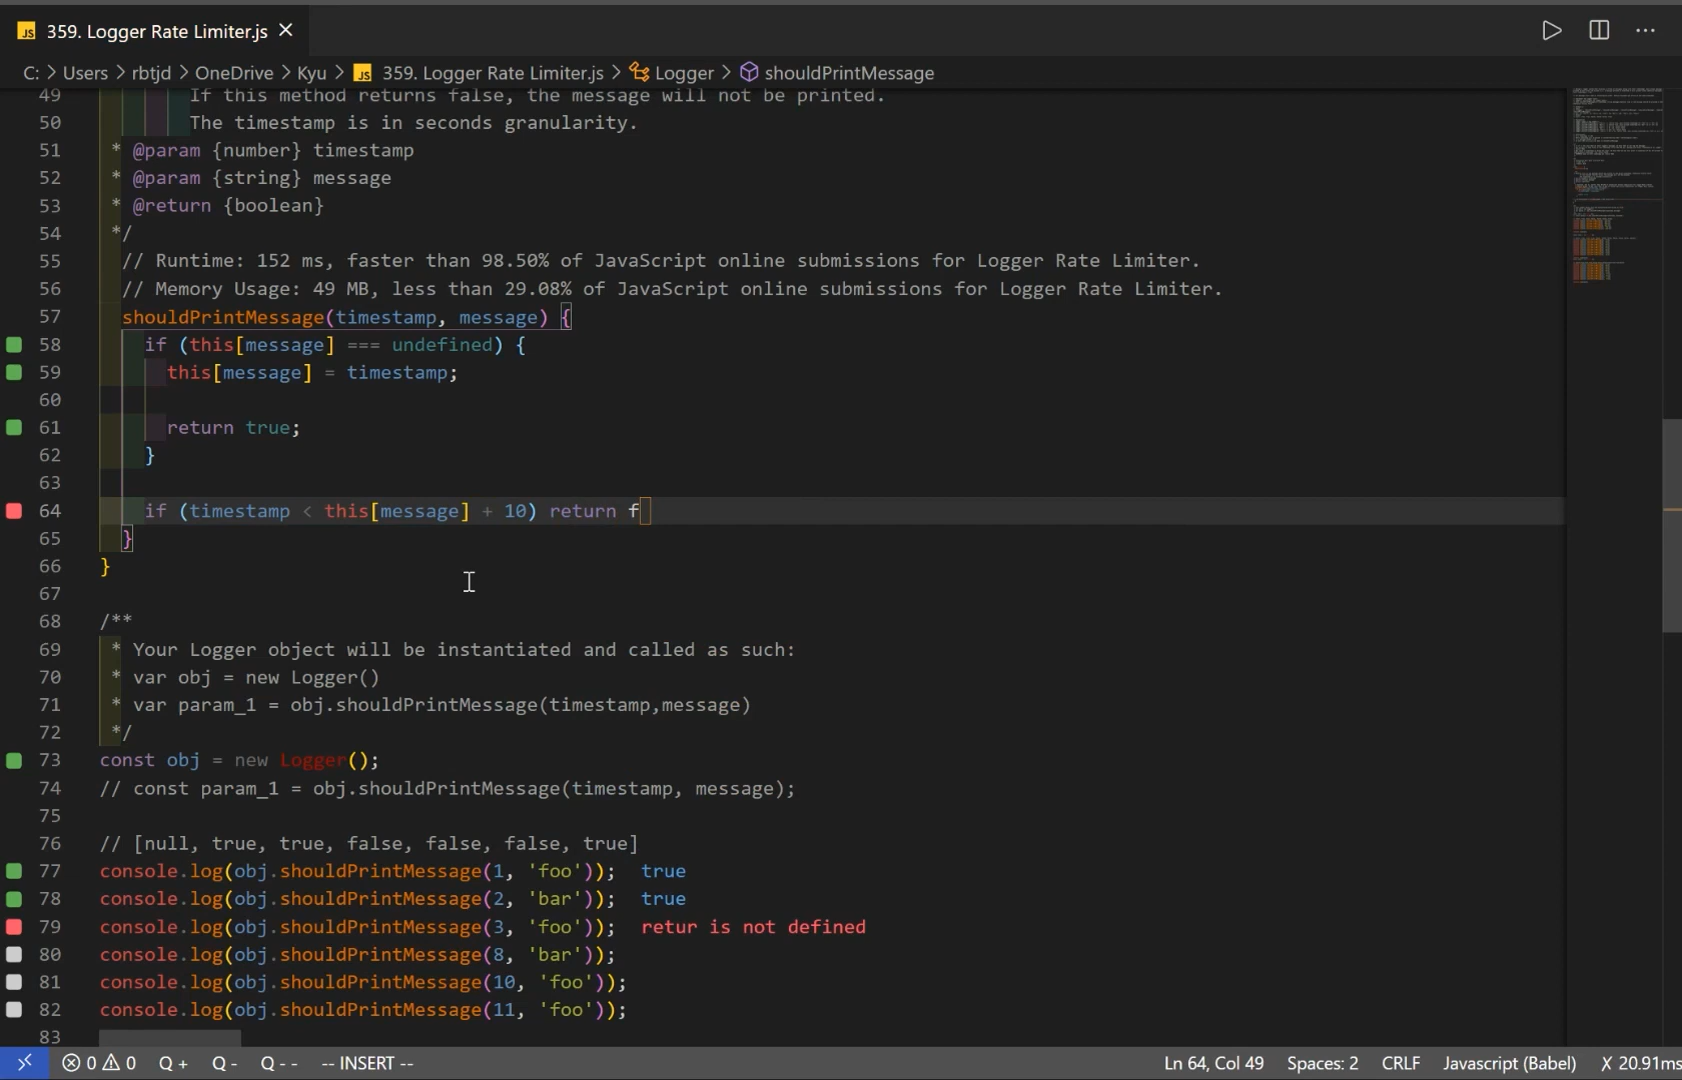 JS 359. Logger Rate Limiter.js
C: > Users > rbtjd > OneDrive > Kyu > JS 359. Logger Rate Limiter.js > Logger > shouldPrintMessage
49 If this method returns false, the message will not be printed.
50 The timestamp is in seconds granularity.
51 * @param {number} timestamp
52 * @param {string} message
53 * @return {boolean}
54 */
55 // Runtime: 152 ms, faster than 98.50% of JavaScript online submissions for Logger Rate Limiter.
56 // Memory Usage: 49 MB, less than 29.08% of JavaScript online submissions for Logger Rate Limiter.
57 shouldPrintMessage(timestamp, message) {
58 if (this[message] === undefined) {
59 this[message] = timestamp;
60
61 return true;
62 }
63
64 if (timestamp < this[message] + 10) return f
65 }
66 }
67
68 /**
69 * Your Logger object will be instantiated and called as such:
70 * var obj = new Logger()
71 * var param_1 = obj.shouldPrintMessage(timestamp,message)
72 */
73 const obj = new Logger();
74 // const param_1 = obj.shouldPrintMessage(timestamp, message);
75
76 // [null, true, true, false, false, false, true]
77 console.log(obj.shouldPrintMessage(1, 'foo')); true
78 console.log(obj.shouldPrintMessage(2, 'bar')); true
79 console.log(obj.shouldPrintMessage(3, 'foo')); retur is not defined
80 console.log(obj.shouldPrintMessage(8, 'bar'));
81 console.log(obj.shouldPrintMessage(10, 'foo'));
82 console.log(obj.shouldPrintMessage(11, 'foo'));
83
0 0 Q + Q - Q - - -- INSERT -- Ln 64, Col 49 Spaces: 2 CRLF Javascript (Babel) X 20.91ms